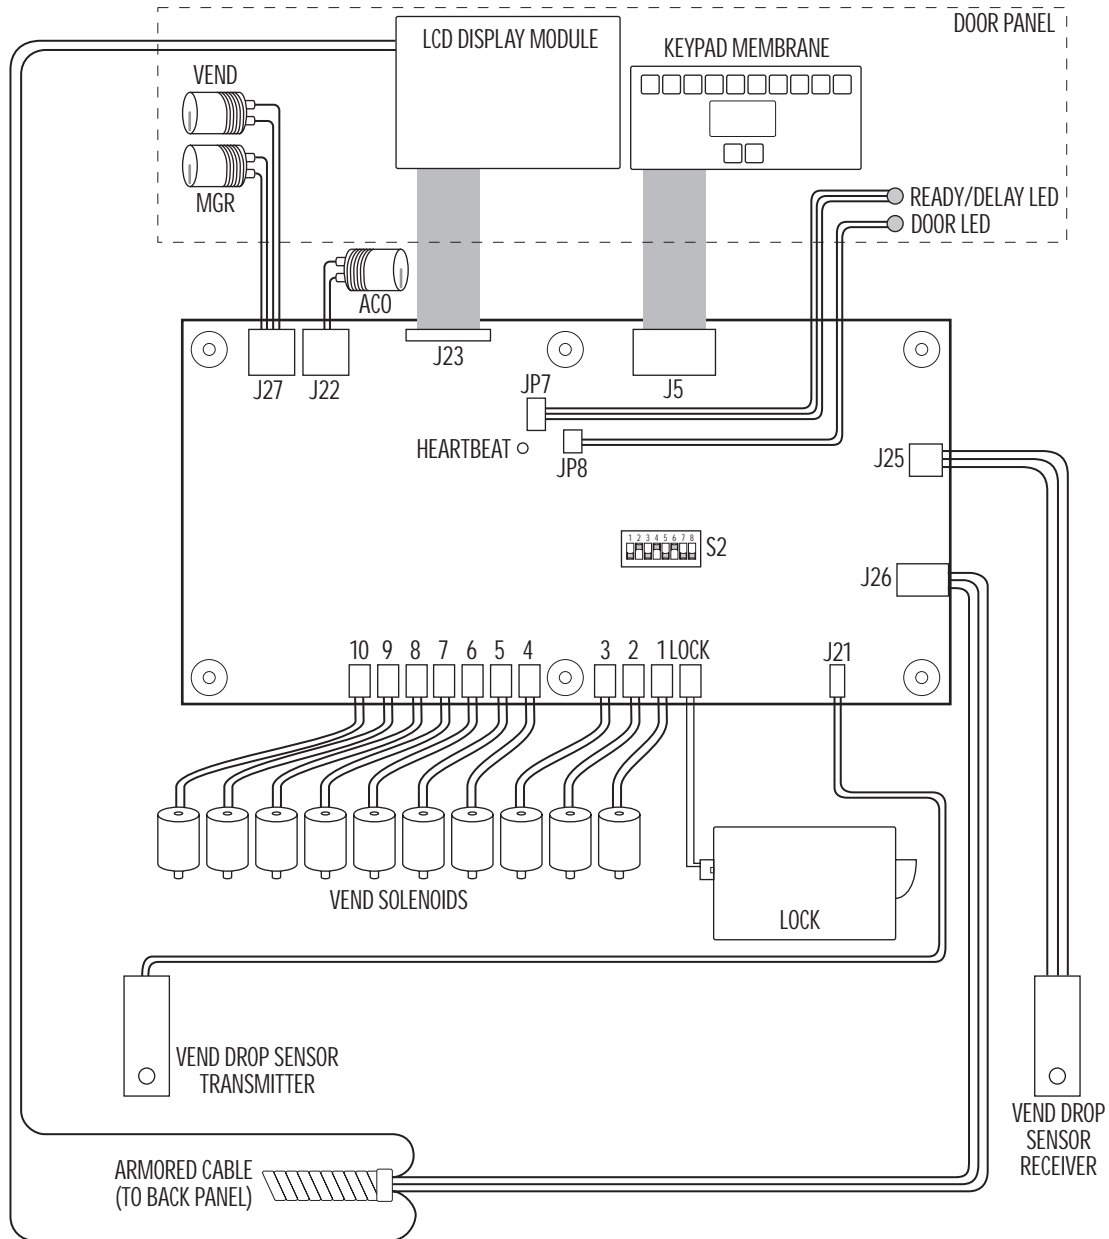 DOOR PANEL
LCD DISPLAY MODULE
KEYPAD MEMBRANE
VEND
MGR
READY/DELAY LED
DOOR LED
ACO
J27
J22
J23
JP7
J5
HEARTBEAT
JP8
J25
1 2 3 4 5 6 7 8
S2
J26
10 9 8 7 6 5 4 3 2 1 LOCK
J21
VEND SOLENOIDS
LOCK
VEND DROP SENSOR
TRANSMITTER
VEND DROP
SENSOR
RECEIVER
ARMORED CABLE
(TO BACK PANEL)